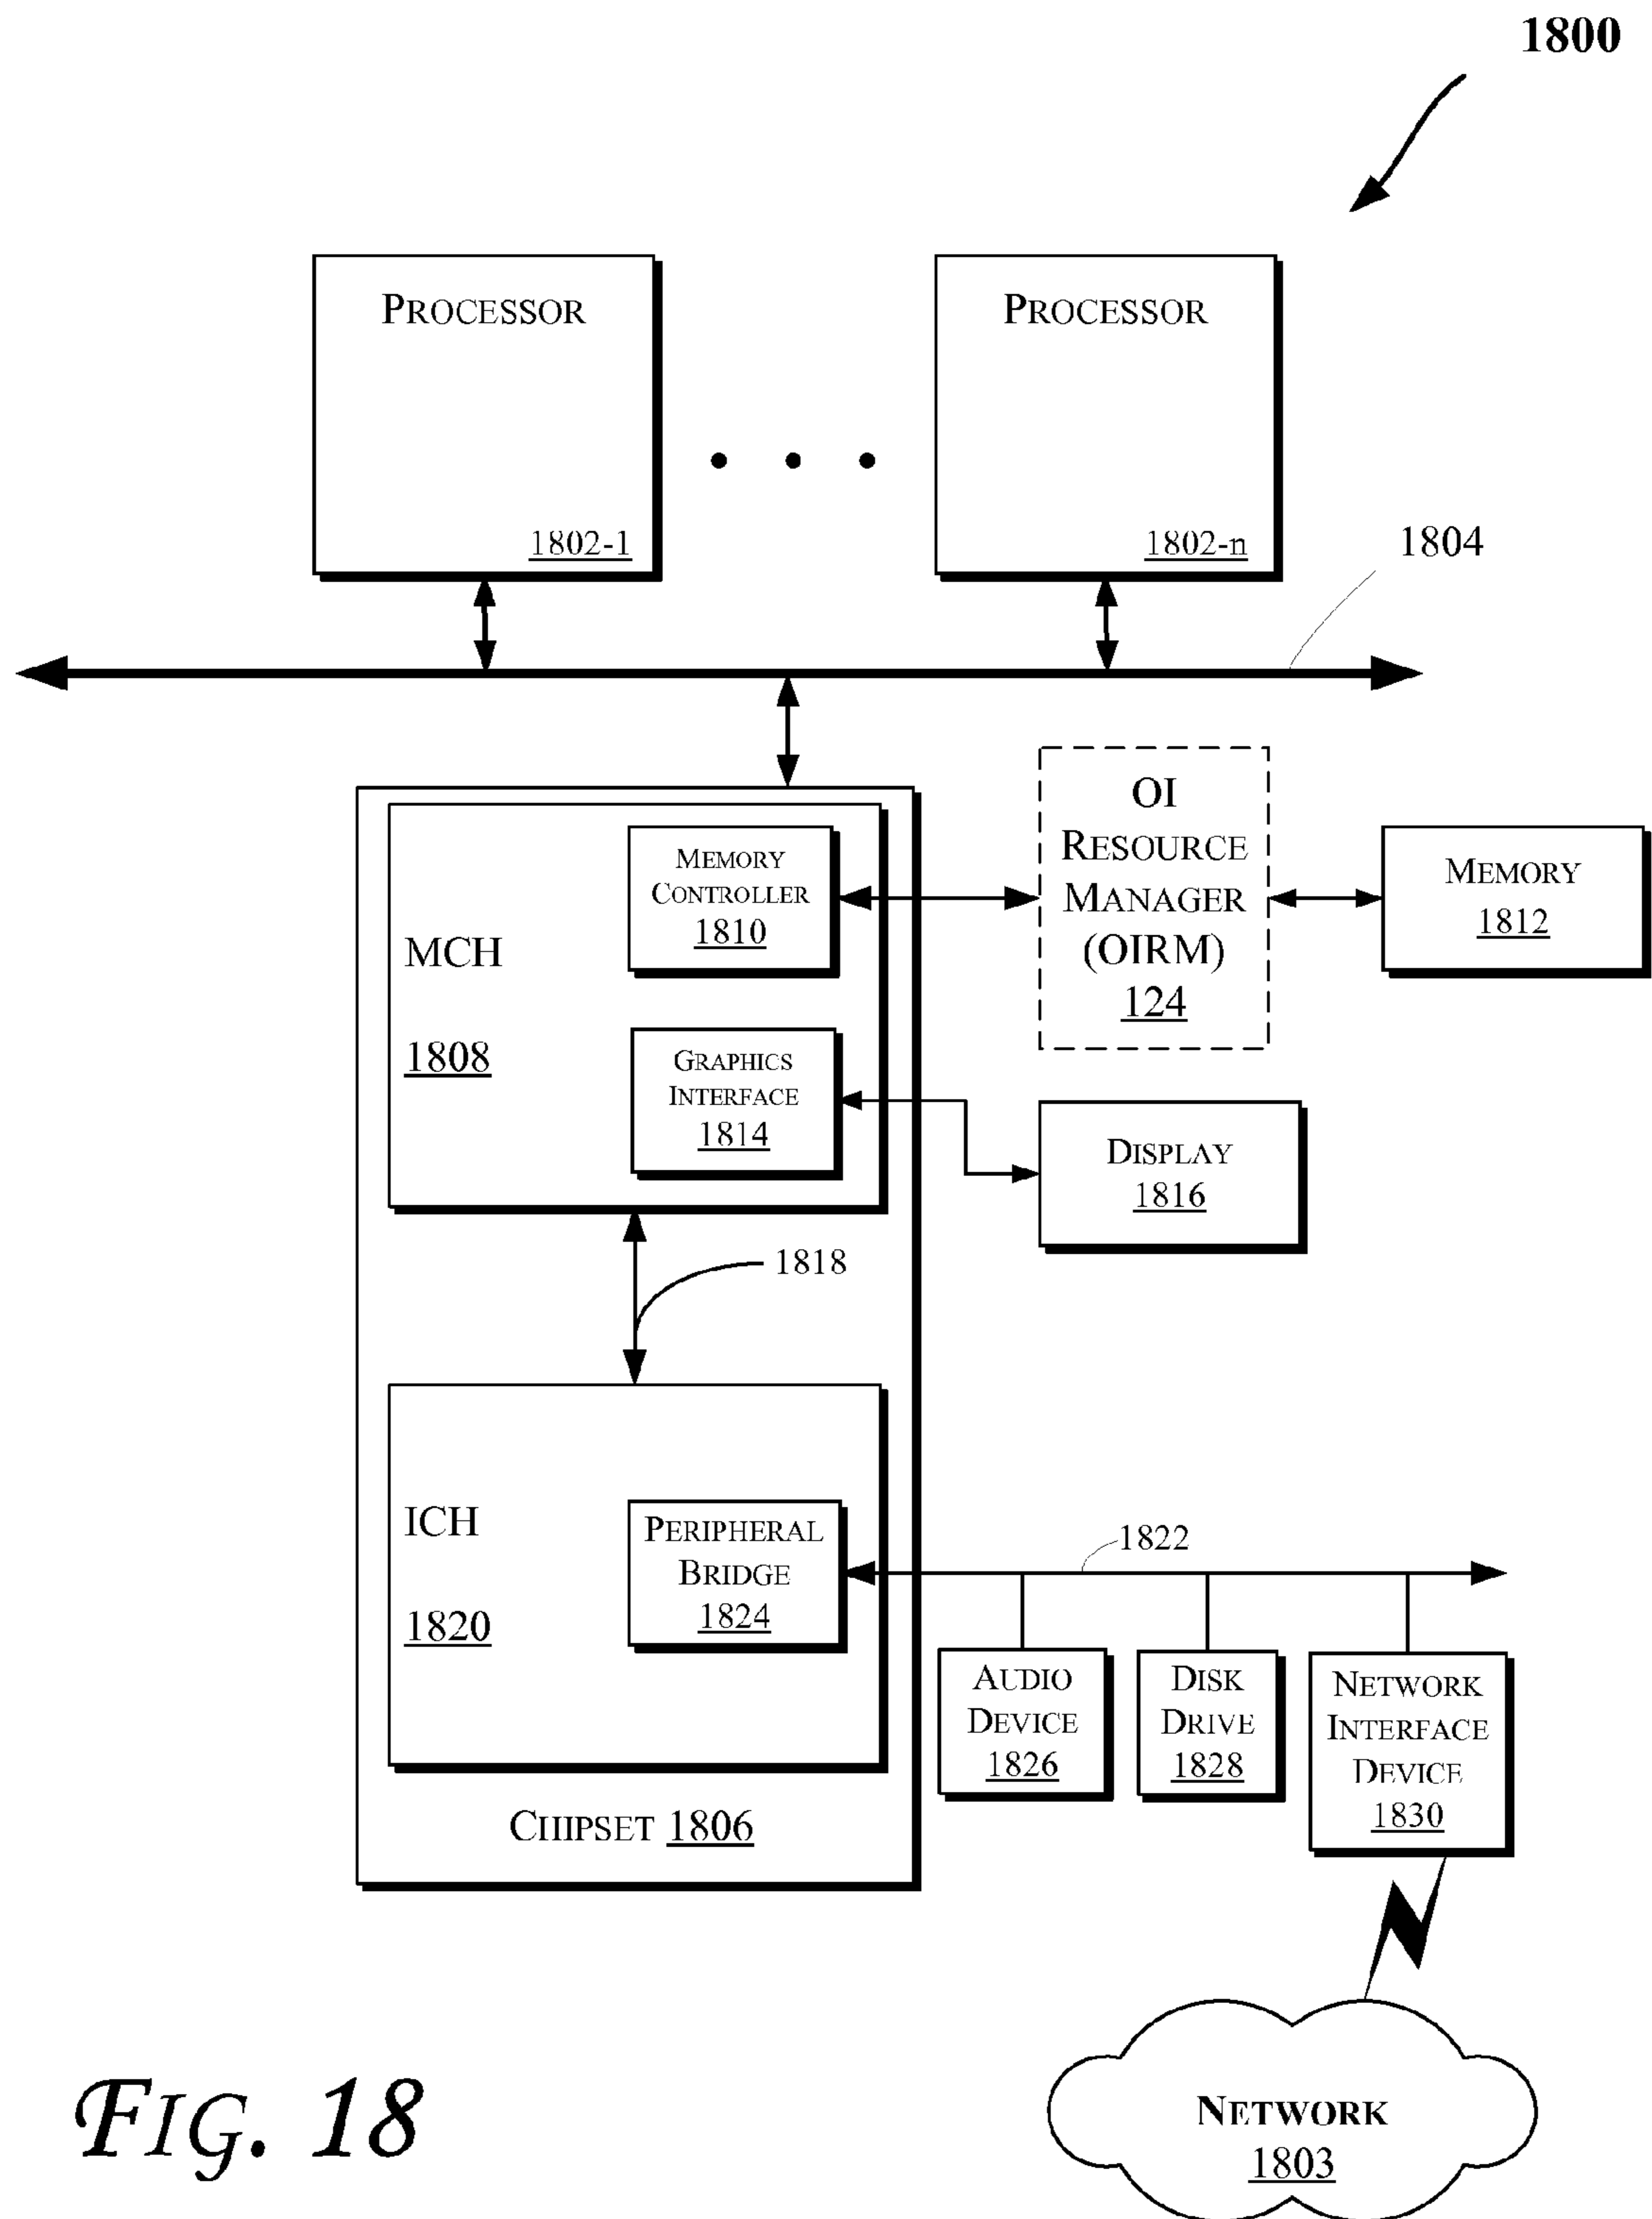 1800
PROCESSOR
1802-1
PROCESSOR
1802-n
1804
MCH
1808
MEMORY
CONTROLLER
1810
GRAPHICS
INTERFACE
1814
OI
RESOURCE
MANAGER
(OIRM)
124
MEMORY
1812
DISPLAY
1816
1818
ICH
1820
PERIPHERAL
BRIDGE
1824
1822
AUDIO
DEVICE
1826
DISK
DRIVE
1828
NETWORK
INTERFACE
DEVICE
1830
CHIPSET 1806
NETWORK
1803
FIG. 18